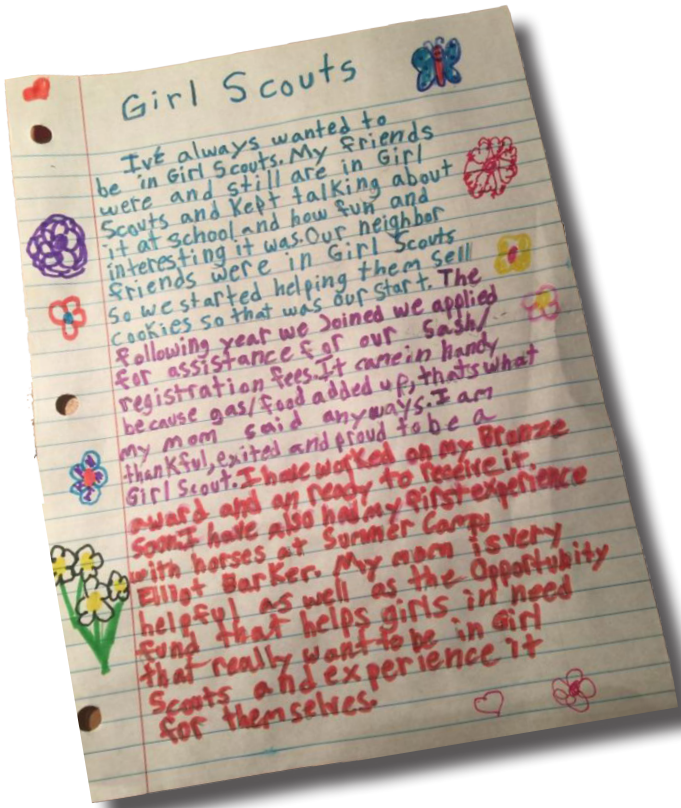 Girl Scouts
I've always wanted to
be in Girl Scouts. My friends
were and still are in Girl
Scouts and kept talking about
it at school and how fun and
interesting it was. Our neighbor
friends were in Girl Scouts
so we started helping them sell
cookies so that was our start. The
following year we Joined we applied
for assistance for our sash/
registration fees. It came in handy
because gas/food added up, thats what
my mom said anyways. I am
thankful, exited and proud to be a
Girl Scout. I have worked on my Bronze
award and an ready to receive it
Soon. I have also had my first experience
with horses at Summer Camp
Elliot Barker. My mom is very
helpful as well as the Opportubity
fund that helps girls in need
that really want to be in Girl
Scouts and experience it
for themselves.